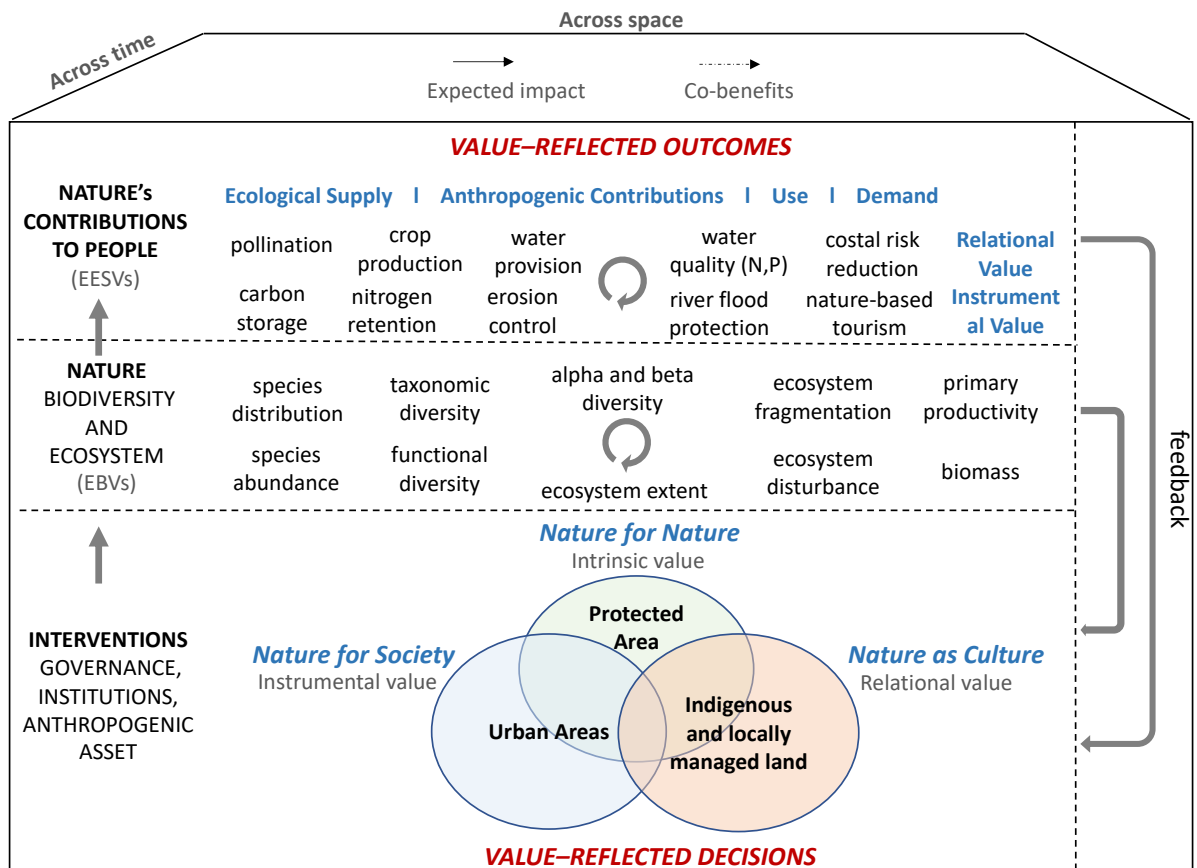 Across space
Across time
Expected impact
Co-benefits
VALUE–REFLECTED OUTCOMES
NATURE's
CONTRIBUTIONS
TO PEOPLE
(EESVs)
Ecological Supply l Anthropogenic Contributions l Use l Demand
pollination
crop
production
water
provision
water
quality (N,P)
costal risk
reduction
carbon
storage
nitrogen
retention
erosion
control
river flood
protection
nature-based
tourism
Relational
Value
Instrument
al Value
NATURE
BIODIVERSITY
AND
ECOSYSTEM
(EBVs)
species
distribution
taxonomic
diversity
alpha and beta
diversity
ecosystem
fragmentation
primary
productivity
species
abundance
functional
diversity
ecosystem extent
ecosystem
disturbance
biomass
feedback
INTERVENTIONS
GOVERNANCE,
INSTITUTIONS,
ANTHROPOGENIC
ASSET
Nature for Nature
Intrinsic value
Protected
Area
Nature for Society
Instrumental value
Nature as Culture
Relational value
Urban Areas
Indigenous
and locally
managed land
VALUE–REFLECTED DECISIONS